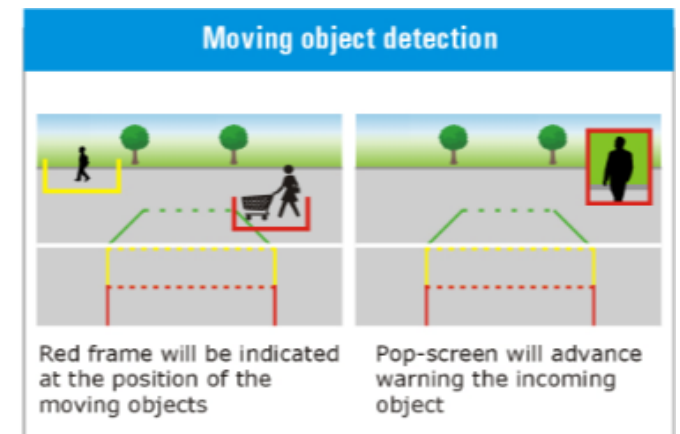 Moving object detection
Red frame will be indicated
at the position of the
moving objects
Pop-screen will advance
warning the incoming
object